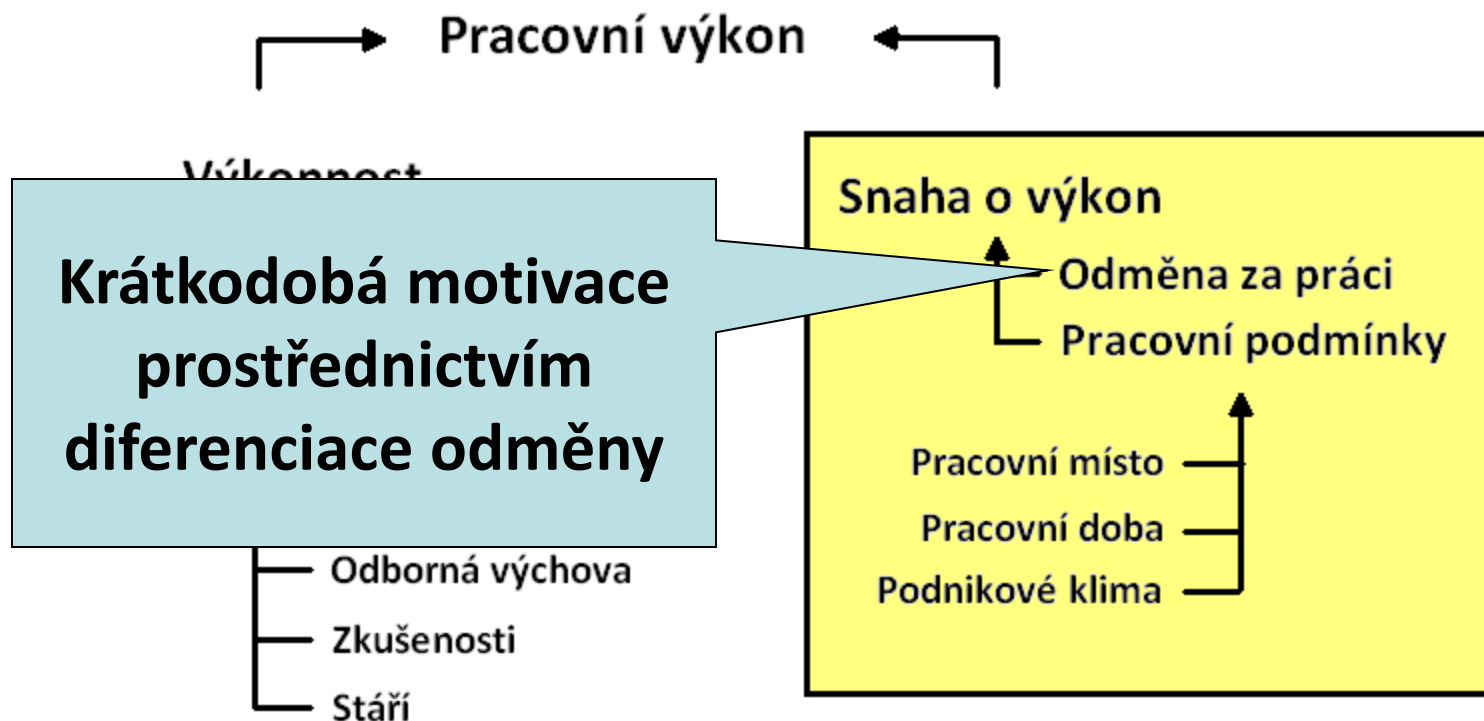 Pracovní výkon
Výkonnost
Krátkodobá motivace
prostřednictvím
diferenciace odměny
Odborná výchova
Zkušenosti
Stáří
Snaha o výkon
Odměna za práci
Pracovní podmínky
Pracovní místo
Pracovní doba
Podnikové klima